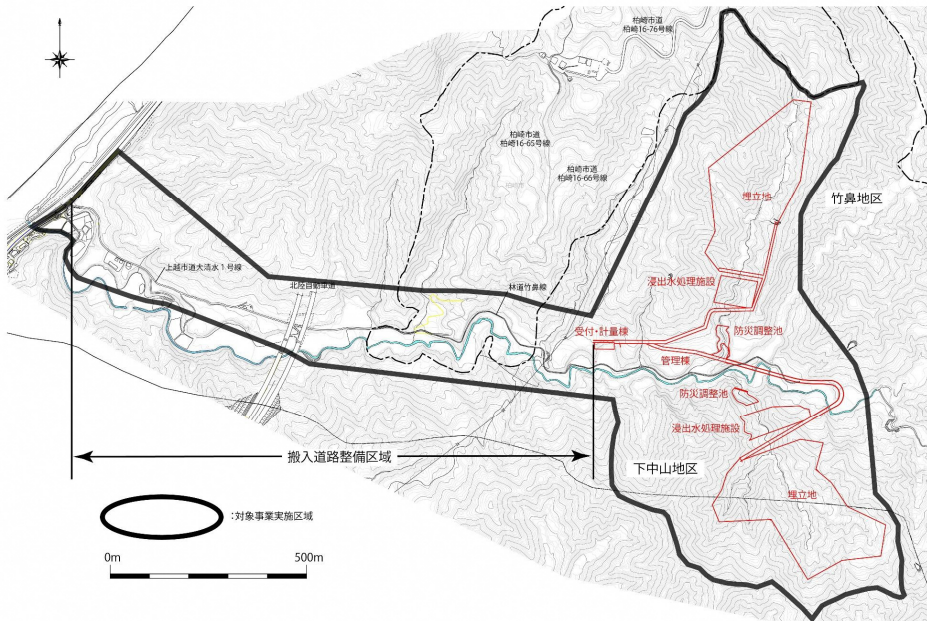 柏崎市道
柏崎16-76号線
柏崎市道
柏崎16-65号線
柏崎市道
柏崎16-66号線
埋立地
竹鼻地区
上越市道大清水1号線
北陸自動車道
林道竹鼻線
浸出水処理施設
受付・計量棟
防災調整池
管理棟
防災調整池
浸出水処理施設
搬入道路整備区域
下中山地区
埋立地
:対象事業実施区域
0m
500m